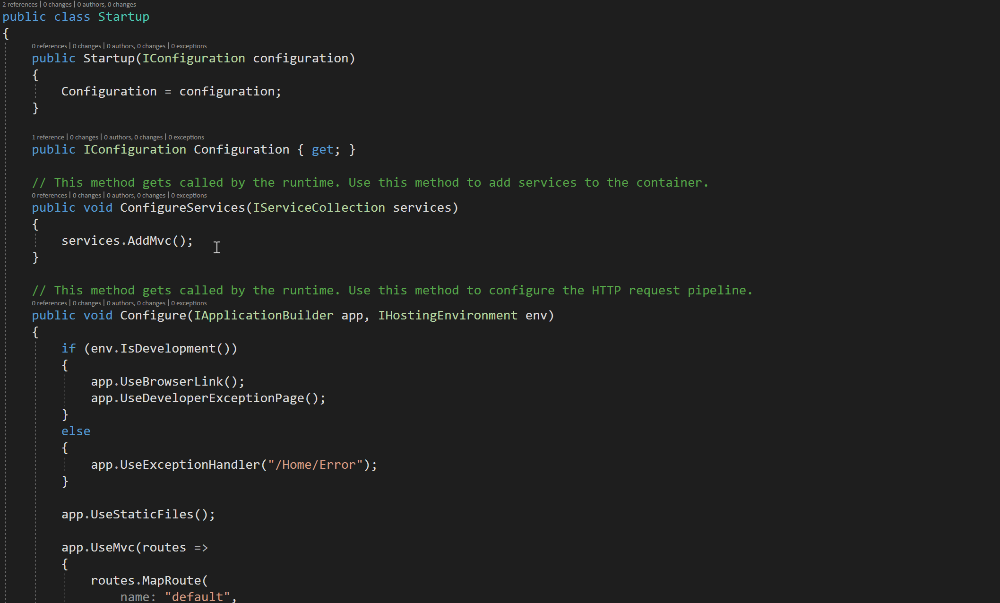 2 references | 0 changes | 0 authors, 0 changes
public class Startup
{
0 references | 0 changes | 0 authors, 0 changes | 0 exceptions
public Startup(IConfiguration configuration)
{
Configuration = configuration;
}
1 reference | 0 changes | 0 authors, 0 changes | 0 exceptions
public IConfiguration Configuration { get; }
// This method gets called by the runtime. Use this method to add services to the container.
0 references | 0 changes | 0 authors, 0 changes | 0 exceptions
public void ConfigureServices(IServiceCollection services)
{
services.AddMvc();
}
// This method gets called by the runtime. Use this method to configure the HTTP request pipeline.
0 references | 0 changes | 0 authors, 0 changes | 0 exceptions
public void Configure(IApplicationBuilder app, IHostingEnvironment env)
{
if (env.IsDevelopment())
{
app.UseBrowserLink();
app.UseDeveloperExceptionPage();
}
else
{
app.UseExceptionHandler("/Home/Error");
}
app.UseStaticFiles();
app.UseMvc(routes =>
{
routes.MapRoute(
name: "default",